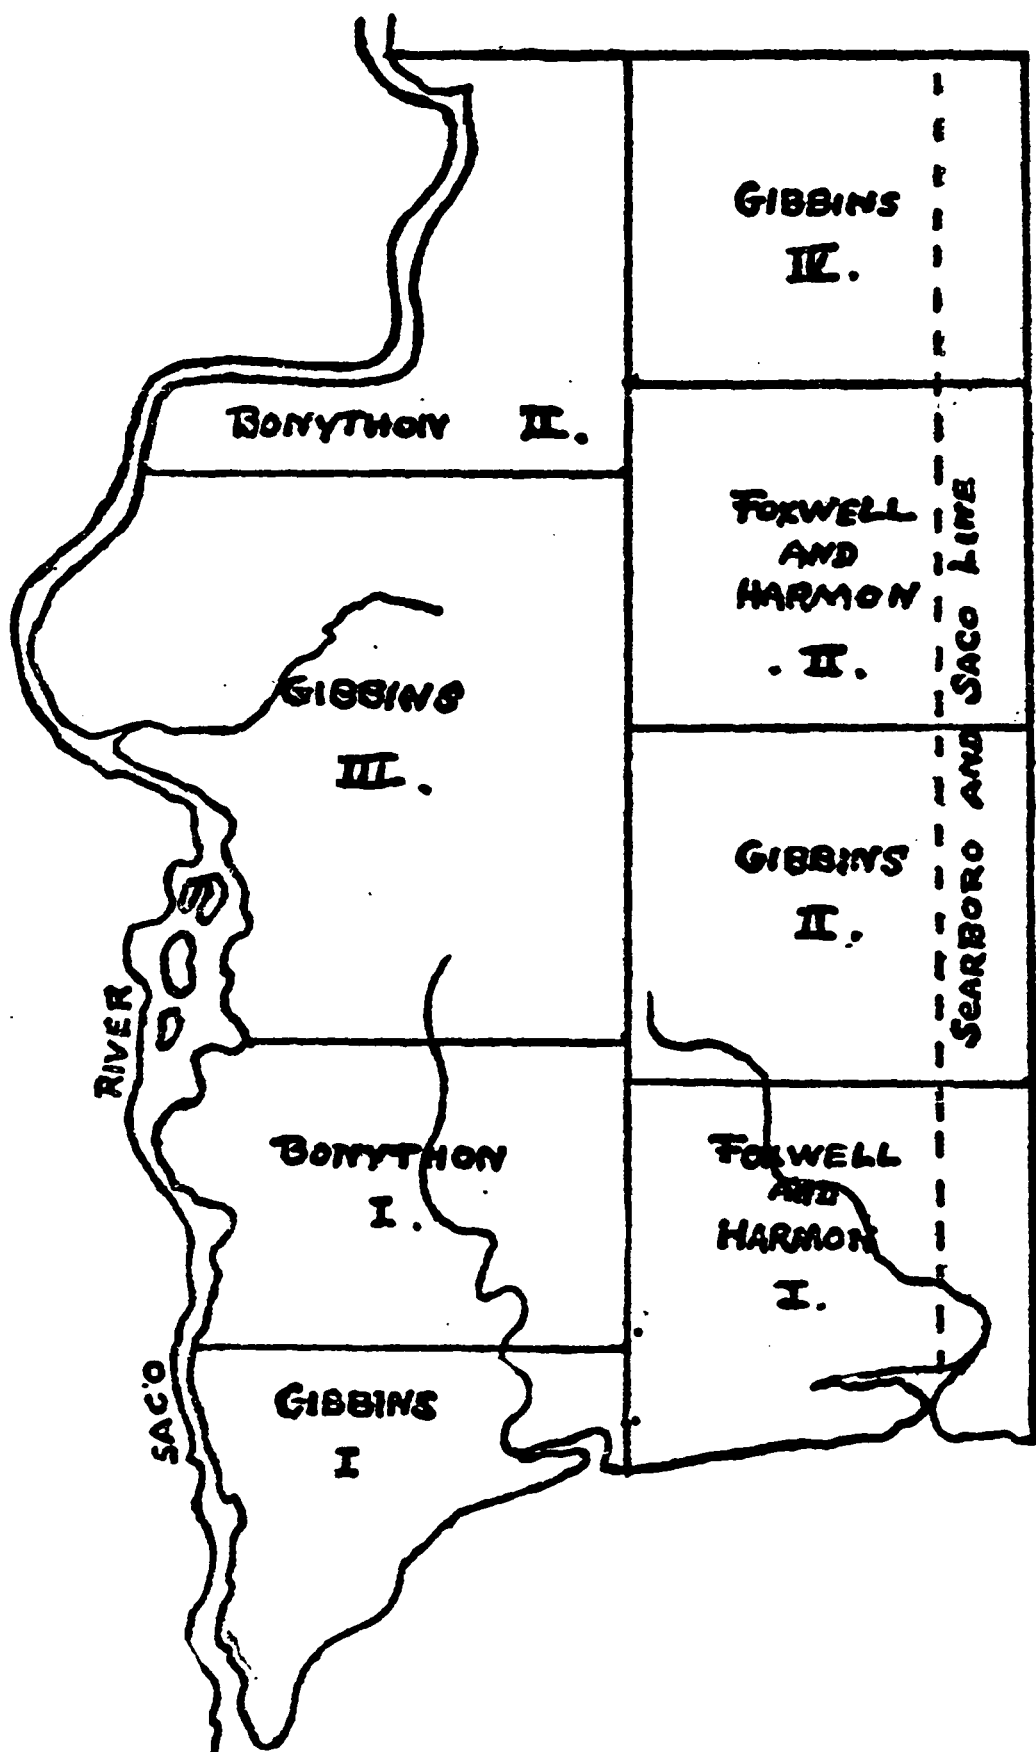 GIBBINS
IV.
BONYTHON II.
FOXWELL
AND
HARMON
II.
GIBBINS
III.
GIBBINS
II.
SCARBORO AND SACO LINE
RIVER
BONYTHON
I.
FOXWELL
AND
HARMON
I.
SACO
GIBBINS
I